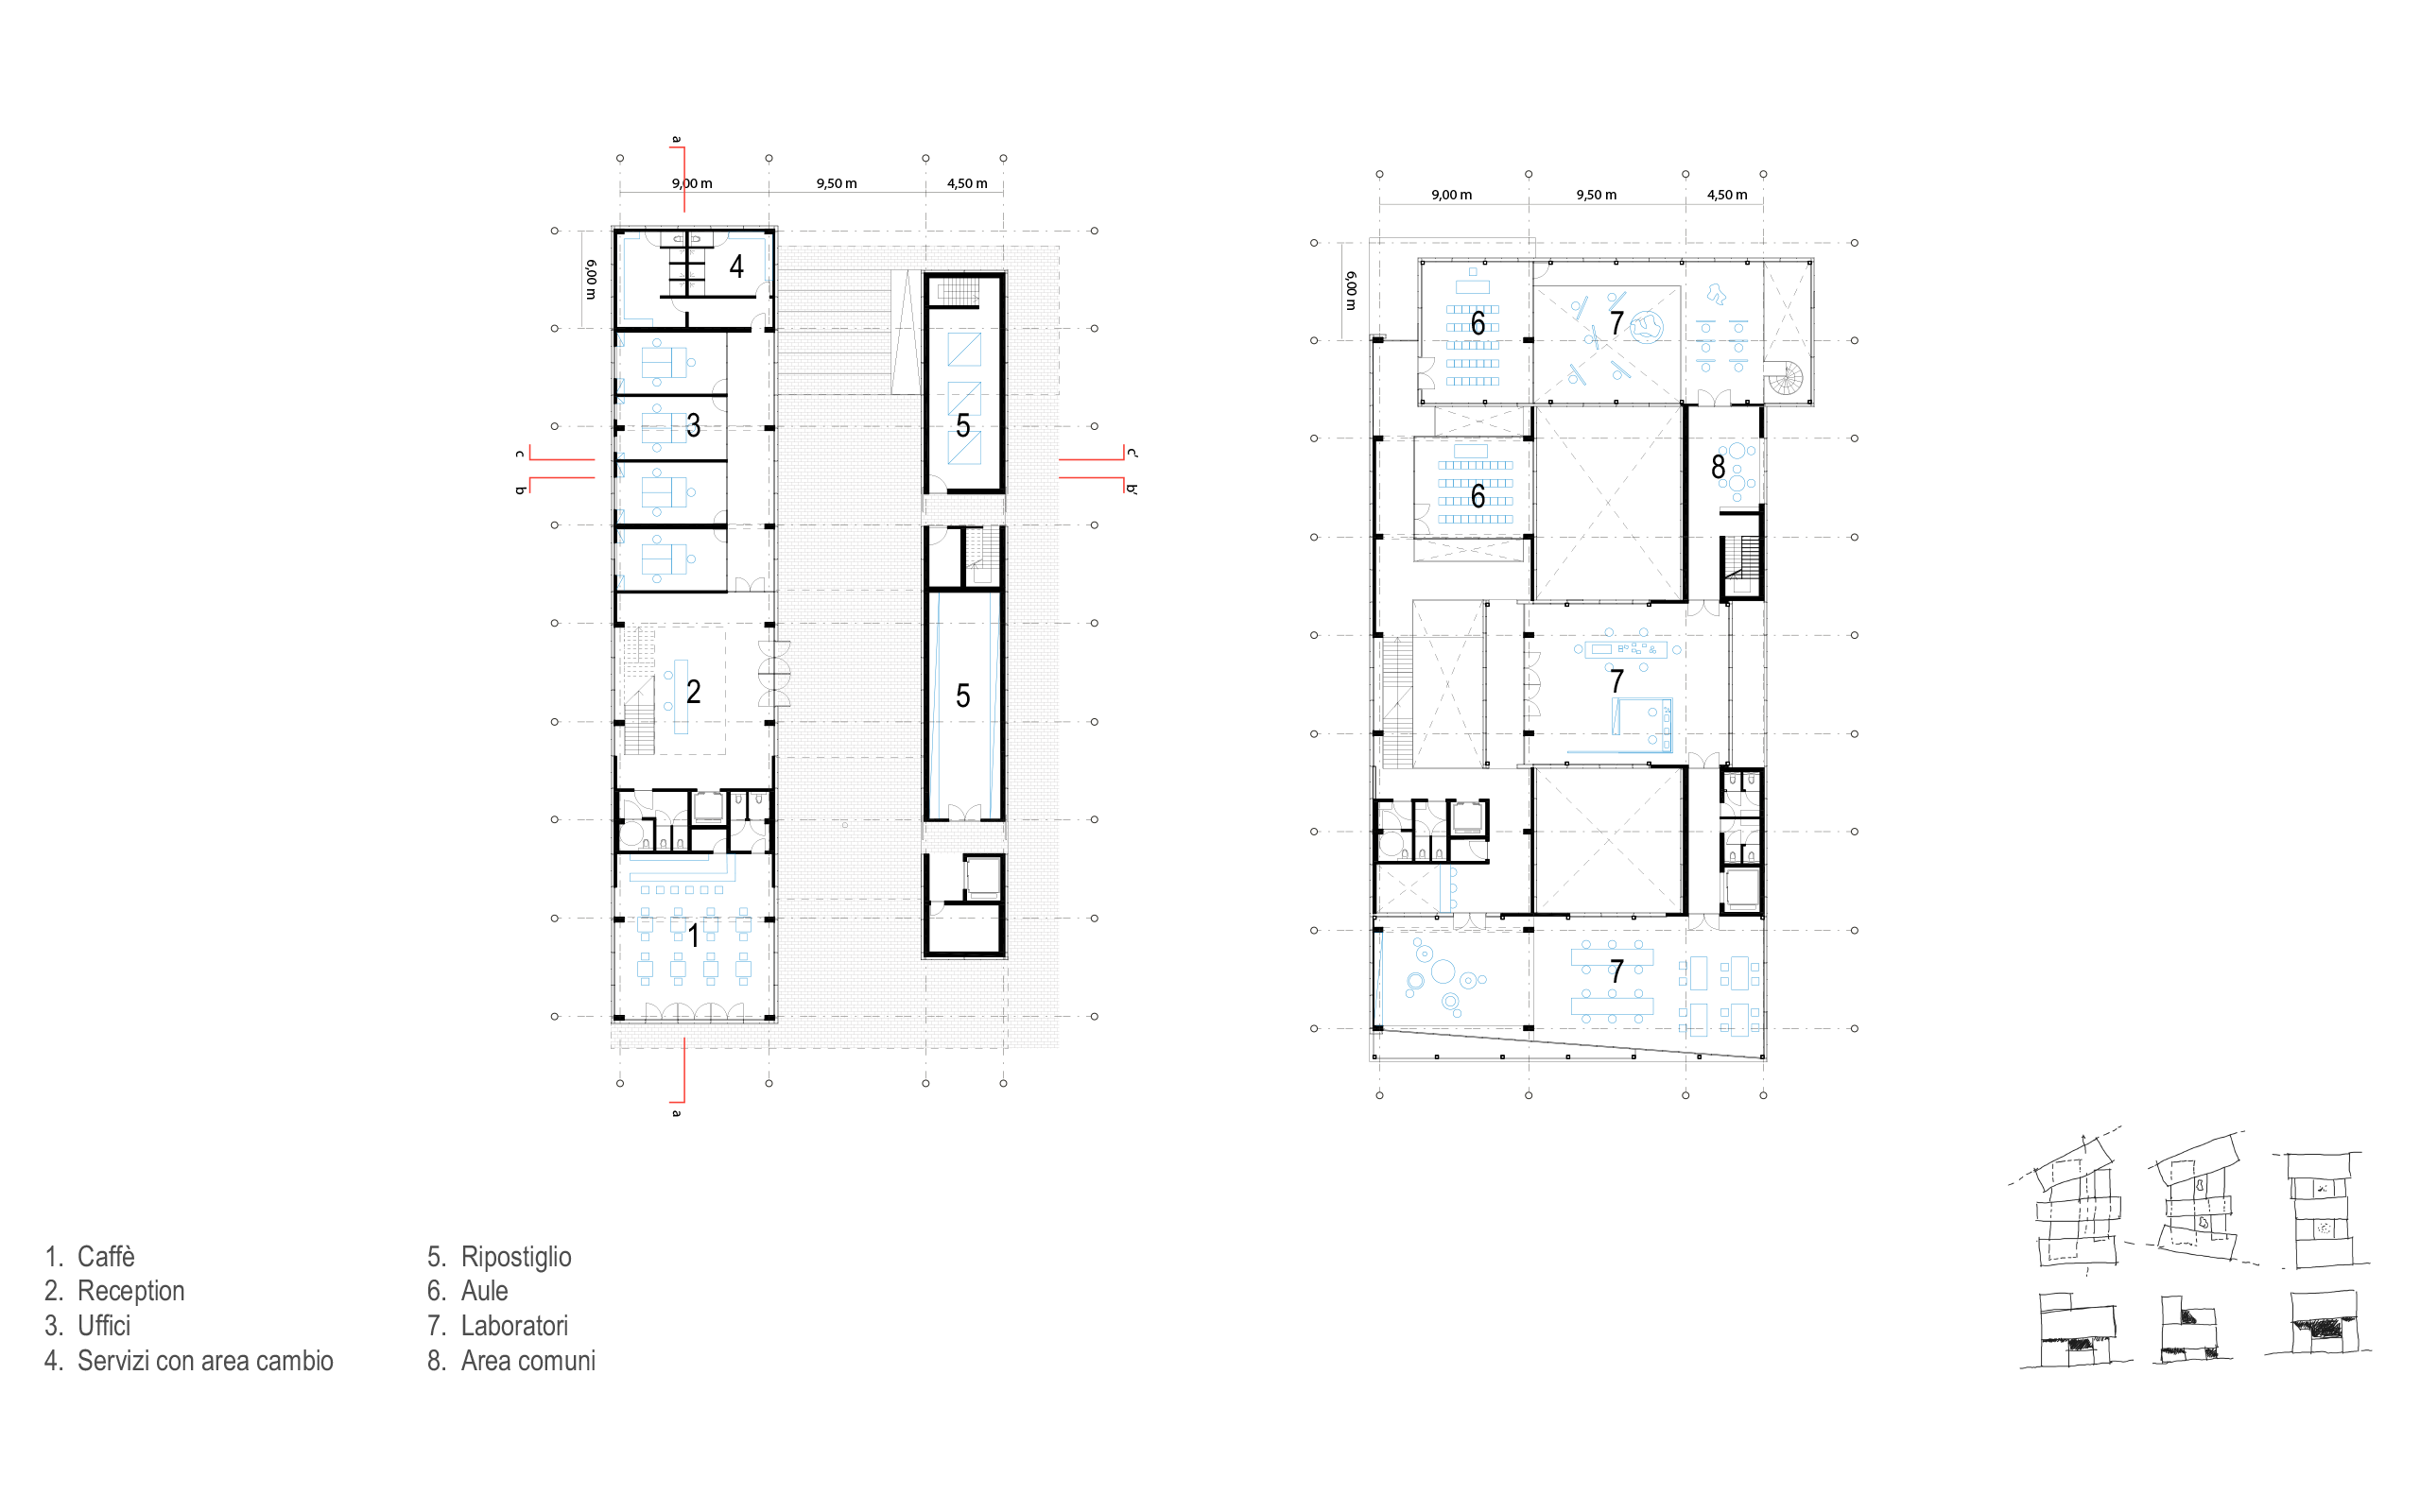 a
9,00 m
9,50 m
4,50 m
6,00 m
4
3
5
c
b
c'
b'
2
5
1
a
9,00 m
9,50 m
4,50 m
6,00 m
6
7
8
6
7
7
1. Caffè
2. Reception
3. Uffici
4. Servizi con area cambio
5. Ripostiglio
6. Aule
7. Laboratori
8. Area comuni